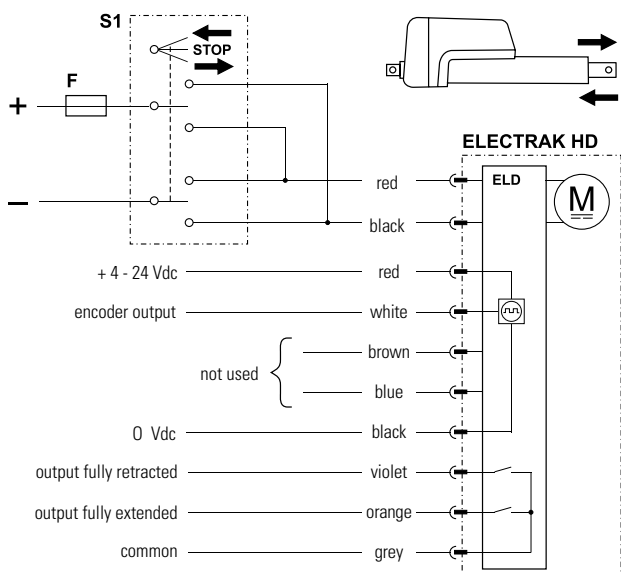 S1
STOP
F
+
−
ELECTRAK HD
ELD
M
red
black
+ 4 - 24 Vdc red
encoder output white
brown
not used
blue
0 Vdc black
output fully retracted violet
output fully extended orange
common grey